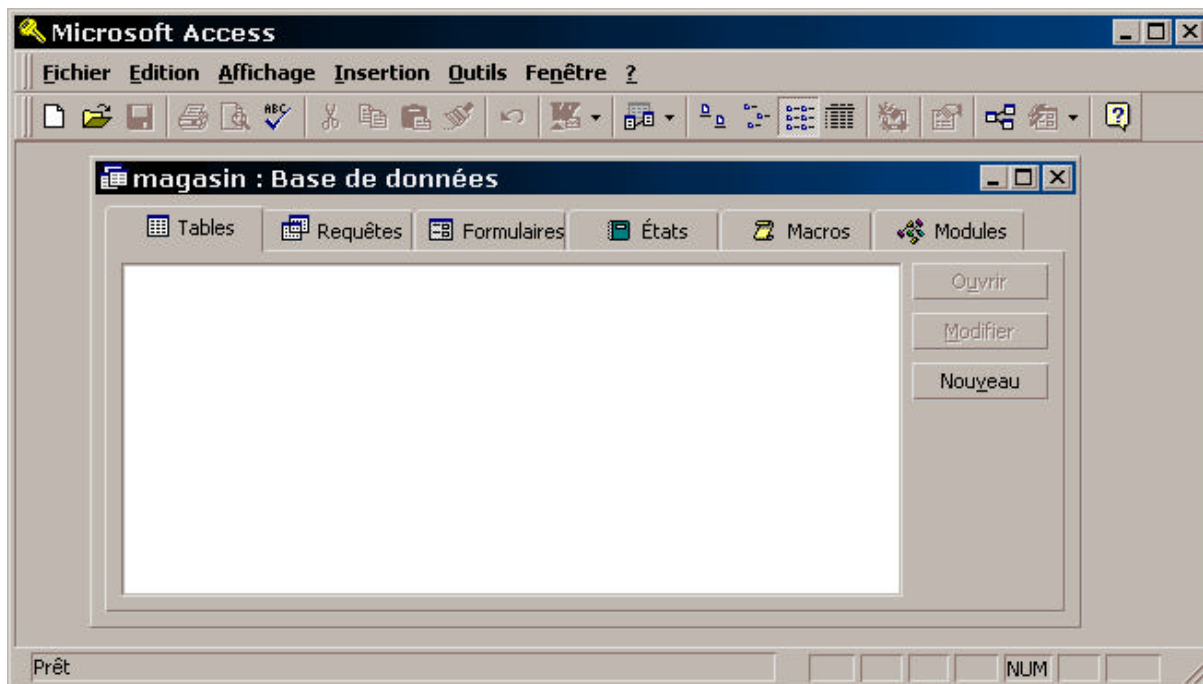 Microsoft Access
Fichier Edition Affichage Insertion Outils Fenêtre ?
ABC
magasin : Base de données
Tables Requêtes Formulaires États Macros Modules
Ouvrir
Modifier
Nouveau
Prêt NUM